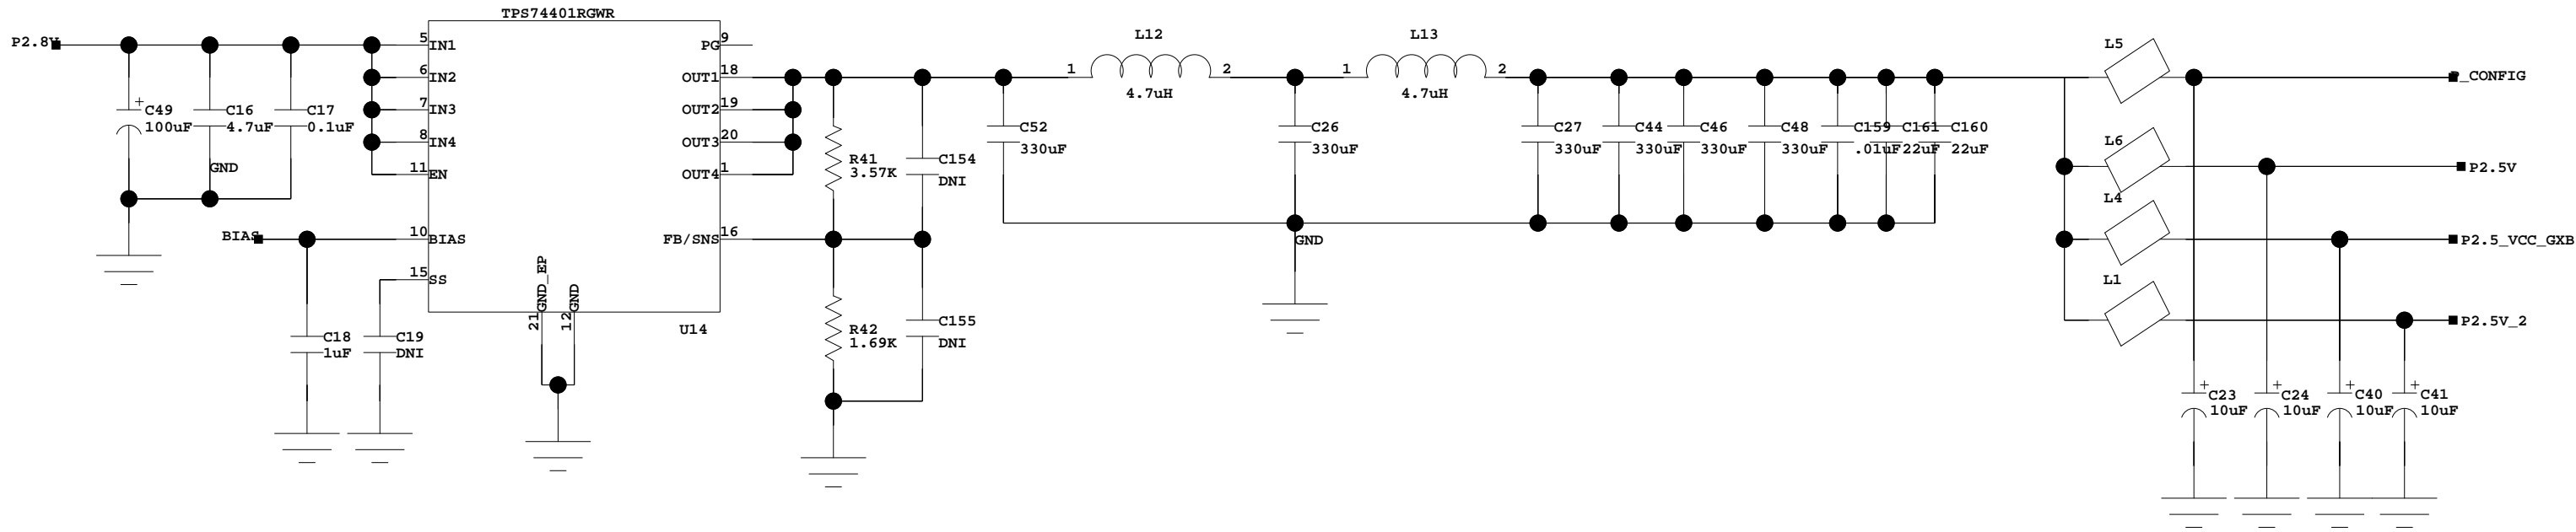 TPS74401RGWR
P2.8V
5
IN1
6
IN2
7
IN3
8
IN4
11
EN
10
BIAS
15
SS
PG
9
OUT1
18
OUT2
19
OUT3
20
OUT4
1
FB/SNS
16
GND_EP
21
GND
12
U14
C49
100uF
C16
4.7uF
C17
0.1uF
GND
BIAS
C18
1uF
C19
DNI
R41
3.57K
C154
DNI
R42
1.69K
C155
DNI
C52
330uF
L12
1
2
4.7uH
C26
330uF
GND
L13
1
2
4.7uH
C27
330uF
C44
330uF
C46
330uF
C48
330uF
C159
.01uF
C161
22uF
C160
22uF
L5
L6
L4
L1
P_CONFIG
P2.5V
P2.5_VCC_GXB
P2.5V_2
C23
10uF
C24
10uF
C40
10uF
C41
10uF